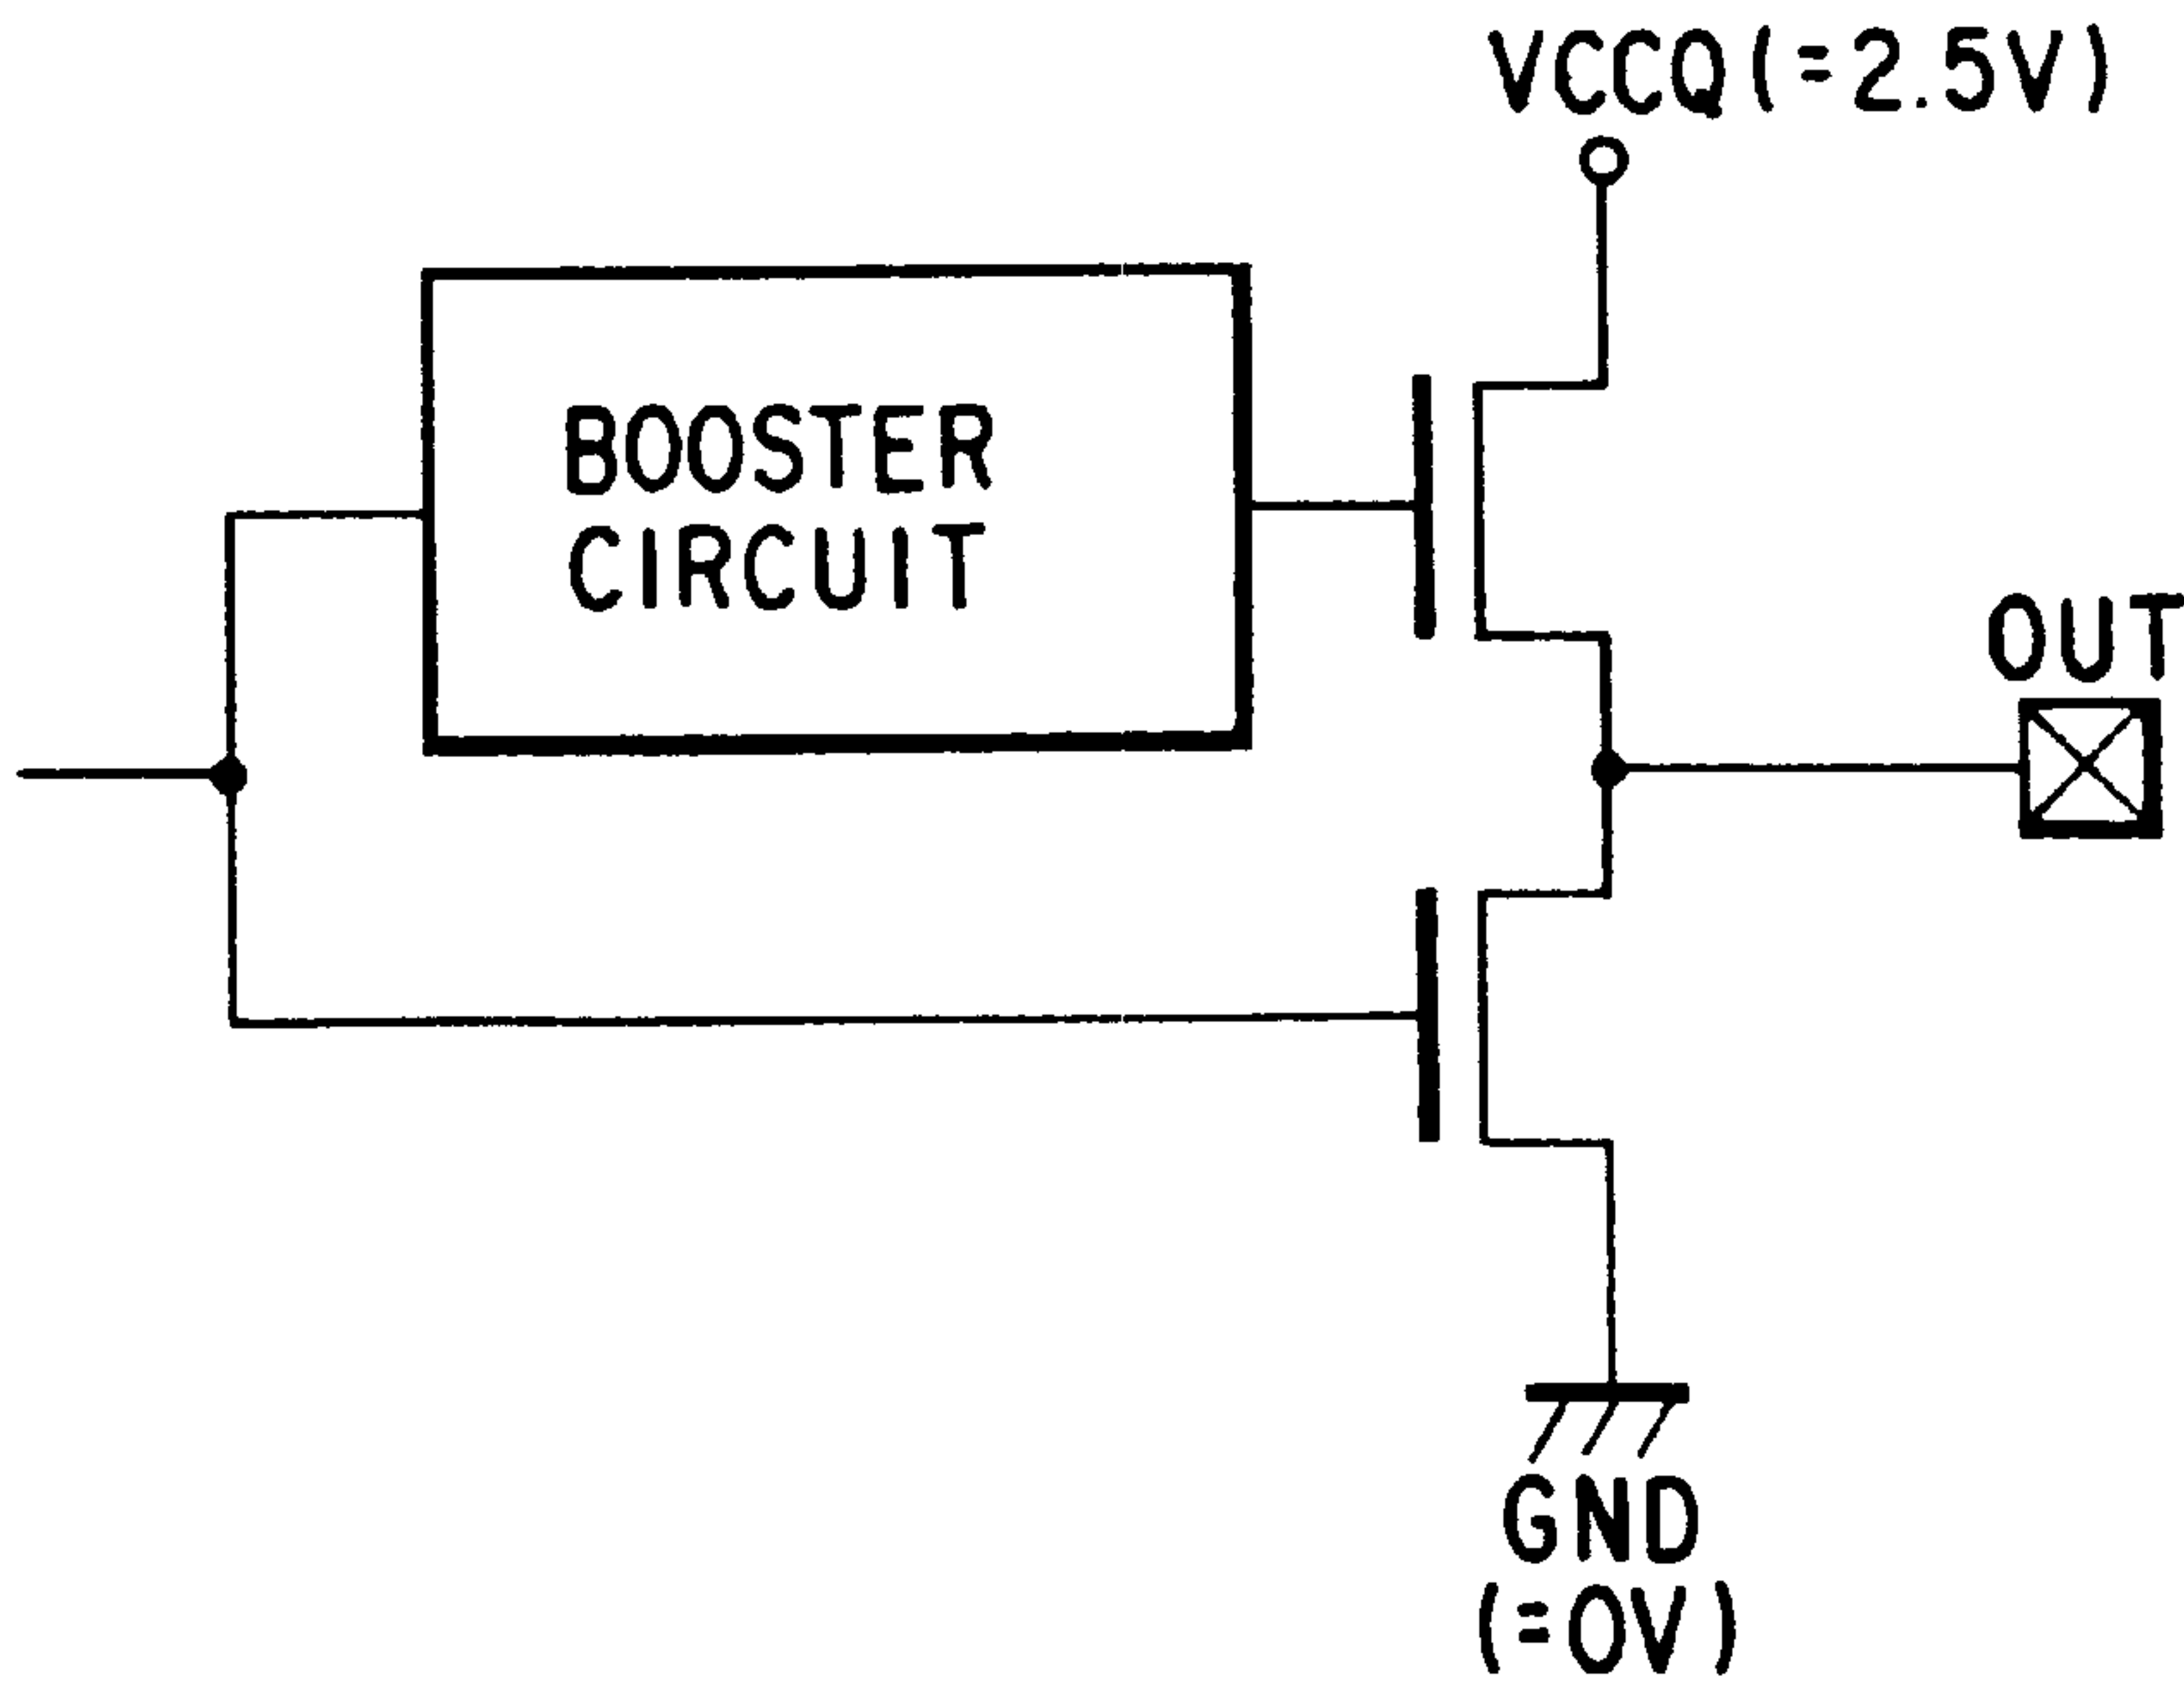 VCCQ(=2.5V)
BOOSTER
CIRCUIT
OUT
GND
(=0V)